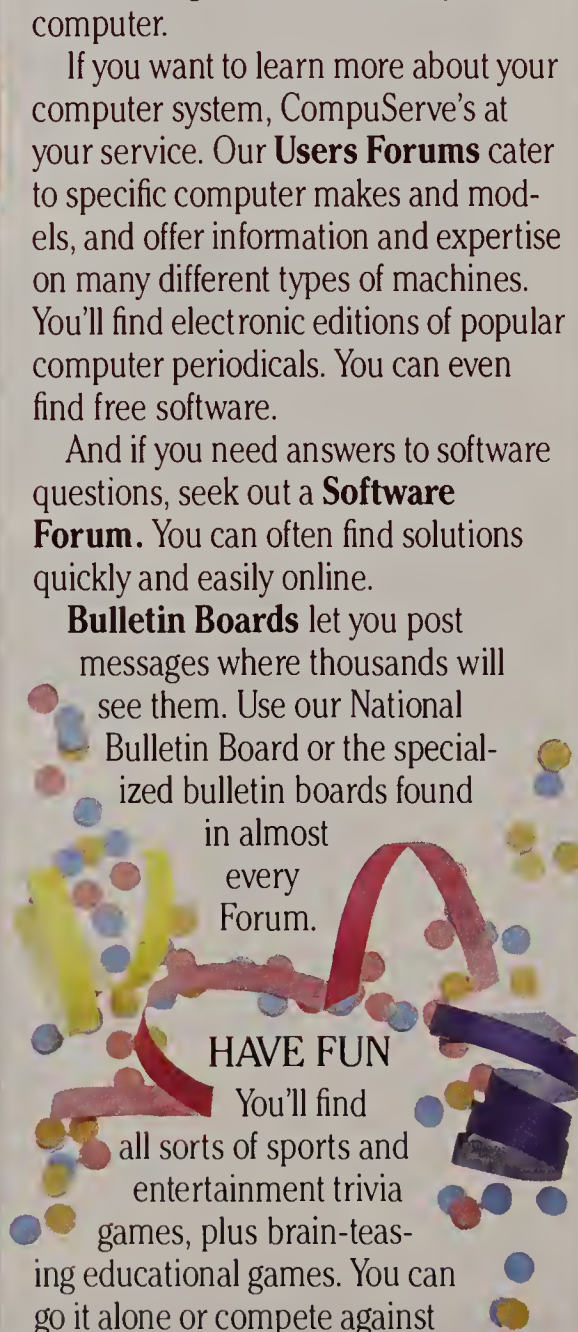 computer.
If you want to learn more about your
computer system, CompuServe's at
your service. Our Users Forums cater
to specific computer makes and mod-
els, and offer information and expertise
on many different types of machines.
You'll find electronic editions of popular
computer periodicals. You can even
find free software.
And if you need answers to software
questions, seek out a Software
Forum. You can often find solutions
quickly and easily online.
Bulletin Boards let you post
messages where thousands will
see them. Use our National
Bulletin Board or the special-
ized bulletin boards found
in almost
every
Forum.
HAVE FUN
You'll find
all sorts of sports and
entertainment trivia
games, plus brain-teas-
ing educational games. You can
go it alone or compete against